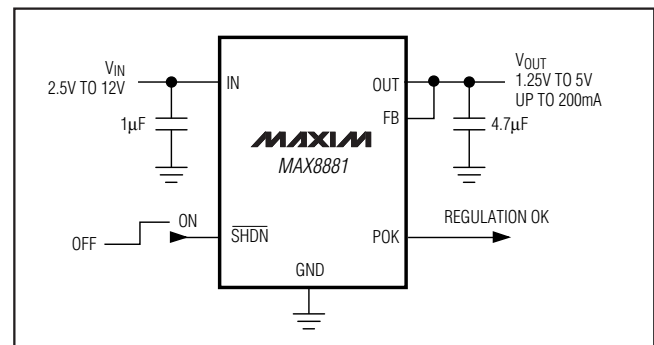 VIN
2.5V TO 12V
1µF
IN
OUT
FB
VOUT
1.25V TO 5V
UP TO 200mA
4.7µF
MAXIM
MAX8881
OFF
ON
SHDN
POK
REGULATION OK
GND